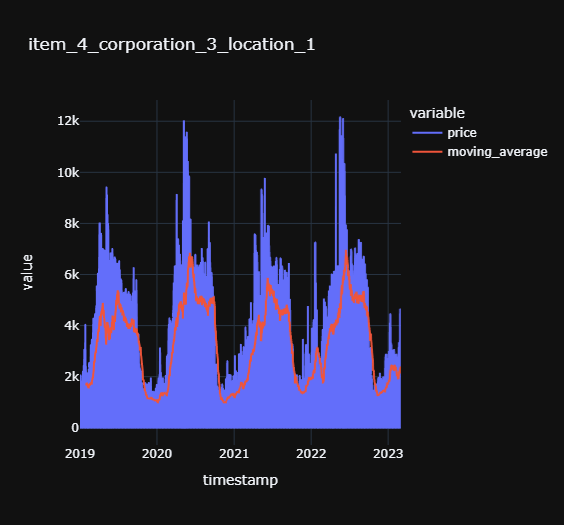 item_4_corporation_3_location_1
variable
price
moving_average
12k
10k
8k
6k
4k
2k
0
value
2019 2020 2021 2022 2023
timestamp